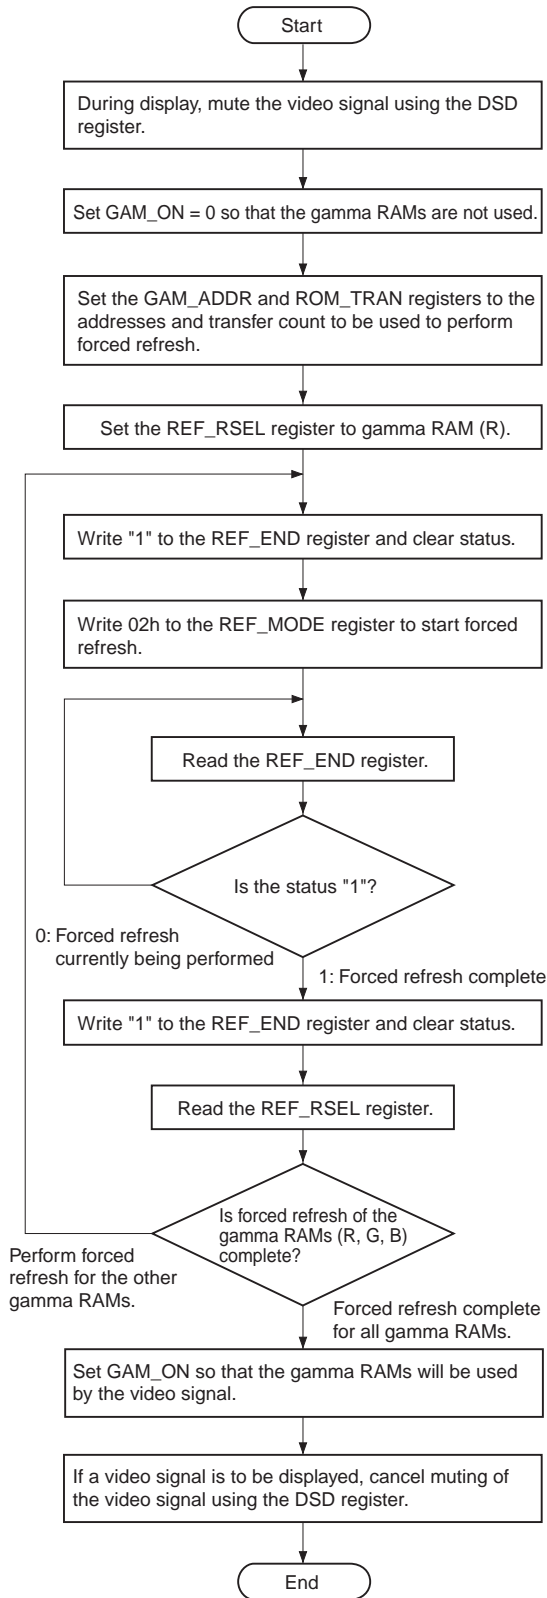 Start
During display, mute the video signal using the DSD
register.
Set GAM_ON = 0 so that the gamma RAMs are not used.
Set the GAM_ADDR and ROM_TRAN registers to the
addresses and transfer count to be used to perform
forced refresh.
Set the REF_RSEL register to gamma RAM (R).
Write "1" to the REF_END register and clear status.
Write 02h to the REF_MODE register to start forced
refresh.
Read the REF_END register.
Is the status "1"?
0: Forced refresh
currently being performed
1: Forced refresh complete
Write "1" to the REF_END register and clear status.
Read the REF_RSEL register.
Is forced refresh of the
gamma RAMs (R, G, B)
complete?
Perform forced
refresh for the other
gamma RAMs.
Forced refresh complete
for all gamma RAMs.
Set GAM_ON so that the gamma RAMs will be used
by the video signal.
If a video signal is to be displayed, cancel muting of
the video signal using the DSD register.
End